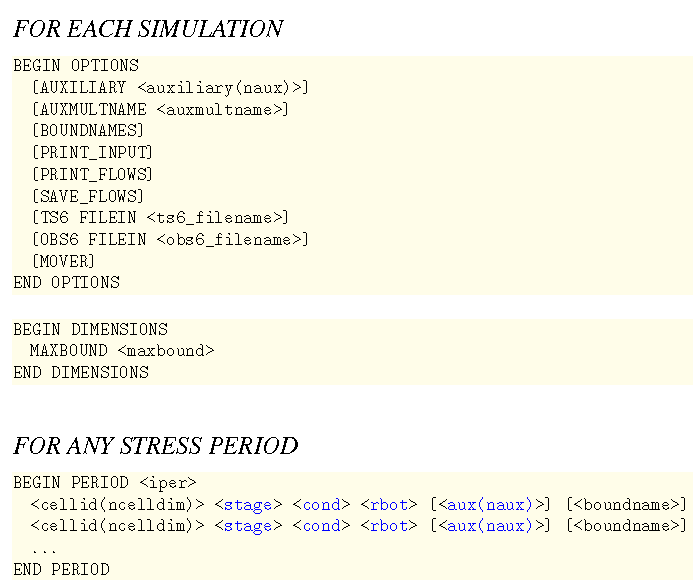 FOR EACH SIMULATION
BEGIN OPTIONS
[AUXILIARY <auxiliary(naux)>]
[AUXMULTNAME <auxmultname>]
[BOUNDNAMES]
[PRINT_INPUT]
[PRINT_FLOWS]
[SAVE_FLOWS]
[TS6 FILEIN <ts6_filename>]
[OBS6 FILEIN <obs6_filename>]
[MOVER]
END OPTIONS
BEGIN DIMENSIONS
MAXBOUND <maxbound>
END DIMENSIONS
FOR ANY STRESS PERIOD
BEGIN PERIOD <iper>
<cellid(ncelldim)> <stage> <cond> <rbot> [<aux(naux)>] [<boundname>]
<cellid(ncelldim)> <stage> <cond> <rbot> [<aux(naux)>] [<boundname>]
...
END PERIOD